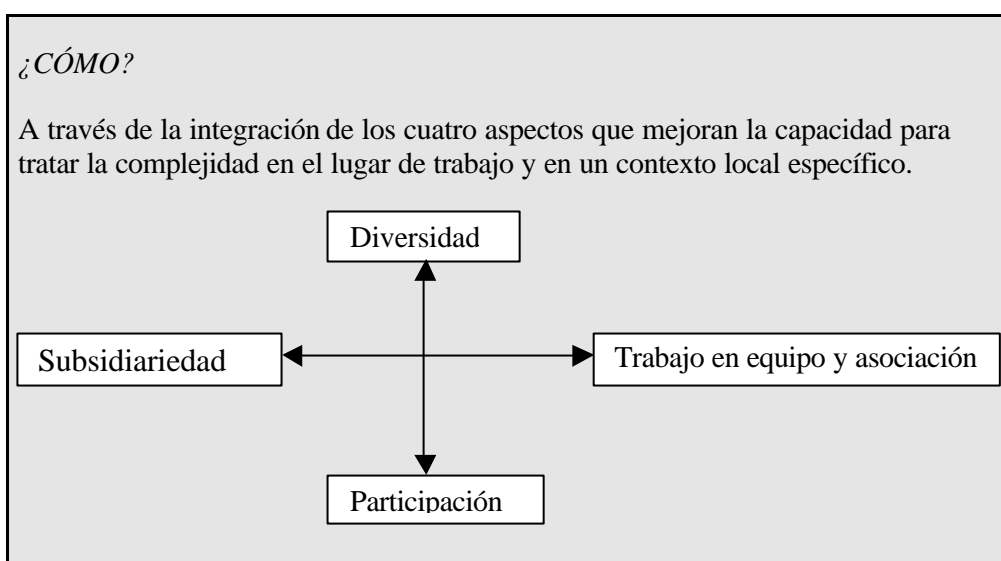 ¿CÓMO?
A través de la integración de los cuatro aspectos que mejoran la capacidad para
tratar la complejidad en el lugar de trabajo y en un contexto local específico.
Diversidad
Subsidiariedad
Trabajo en equipo y asociación
Participación